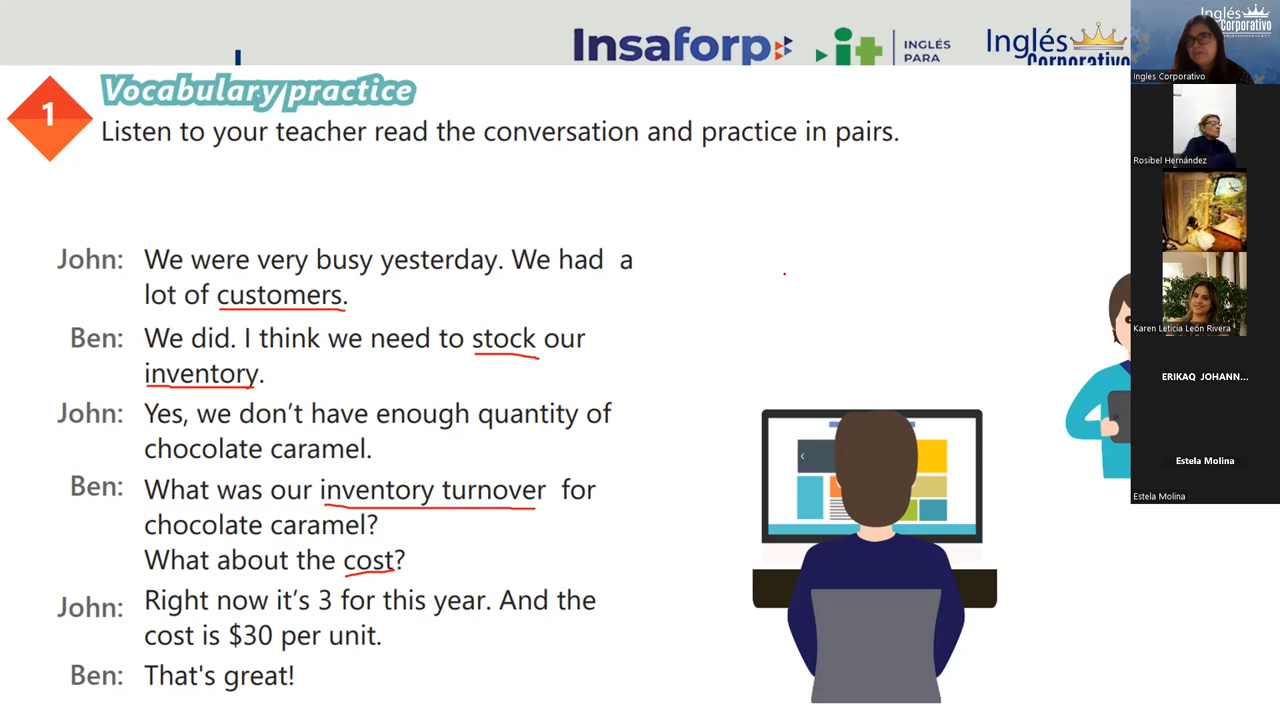 Insaforp
INGLÉS
PARA
Inglés
Corporativo
Inglés
Corporativo
Ingles Corporativo
1
Vocabulary practice
Listen to your teacher read the conversation and practice in pairs.
Rosibel Hernández
John: We were very busy yesterday. We had a
lot of customers.
Ben: We did. I think we need to stock our
inventory.
John: Yes, we don't have enough quantity of
chocolate caramel.
Ben: What was our inventory turnover for
chocolate caramel?
What about the cost?
John: Right now it's 3 for this year. And the
cost is $30 per unit.
Ben: That's great!
Karen Leticia León Rivera
ERIKAQ JOHANN...
Estela Molina
Estela Molina